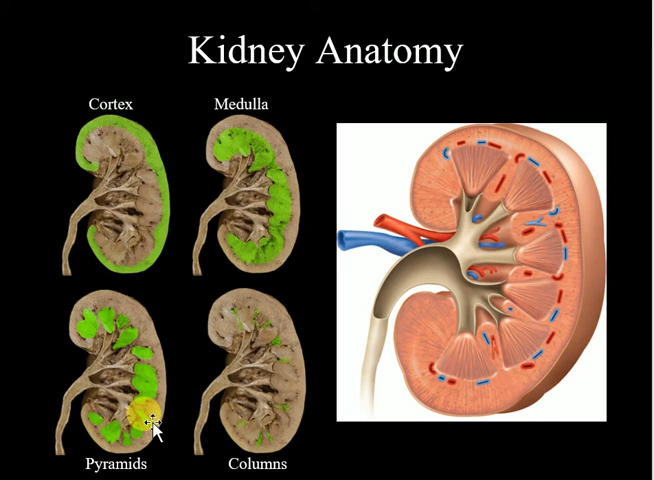 Kidney Anatomy
Cortex
Medulla
Pyramids
Columns